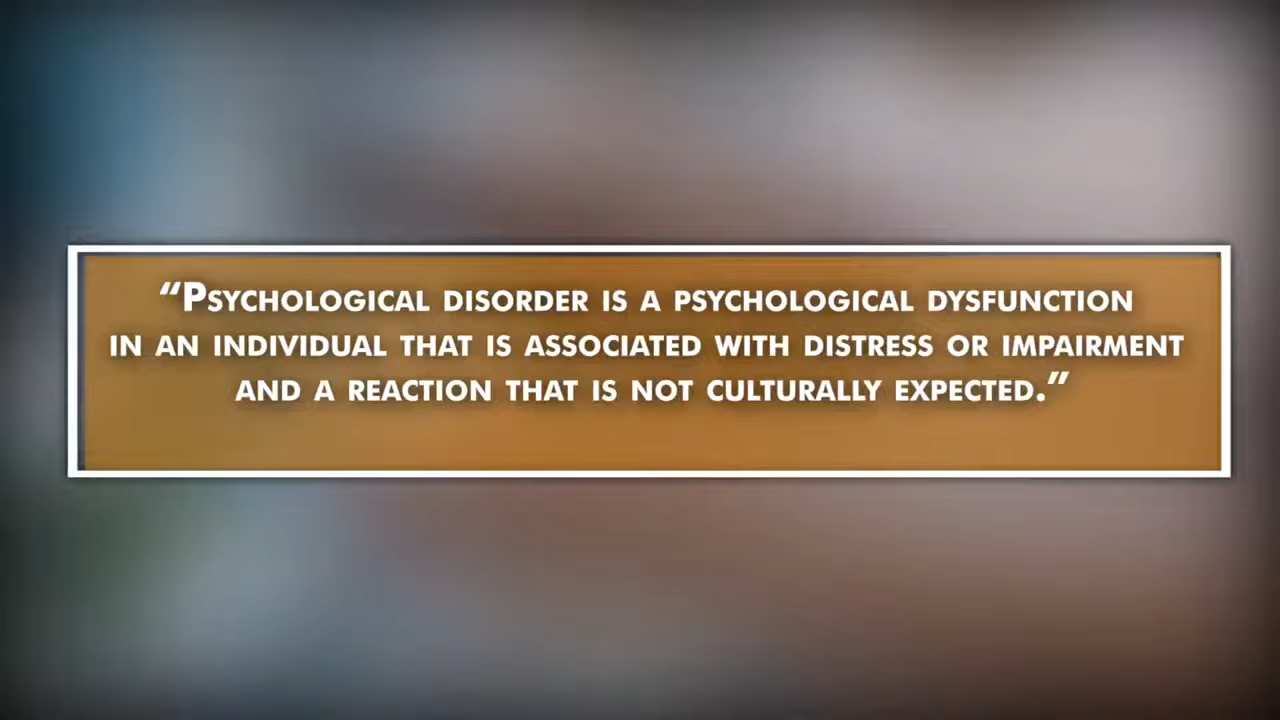 “Psychological disorder is a psychological dysfunction
in an individual that is associated with distress or impairment
and a reaction that is not culturally expected.”